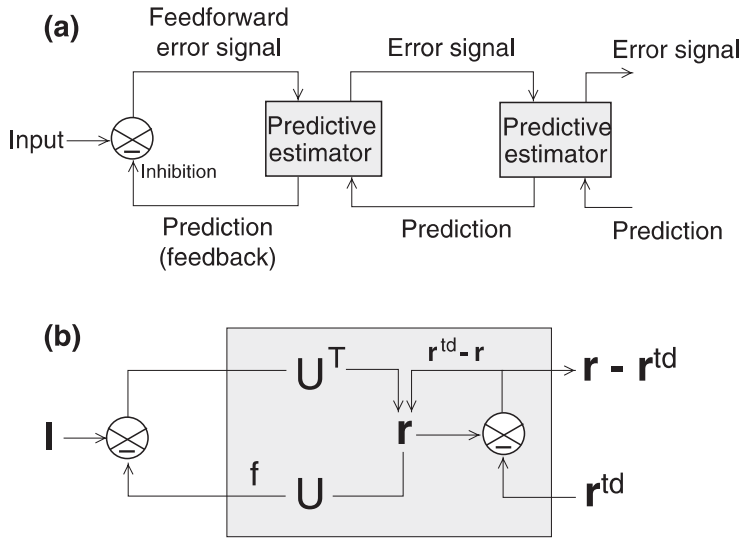 (a)
Feedforward
error signal
Error signal
Error signal
Input
Predictive
estimator
Predictive
estimator
Inhibition
Prediction
(feedback)
Prediction
Prediction
(b)
U^T
r^td - r
r - r^td
I
r
f
U
r^td